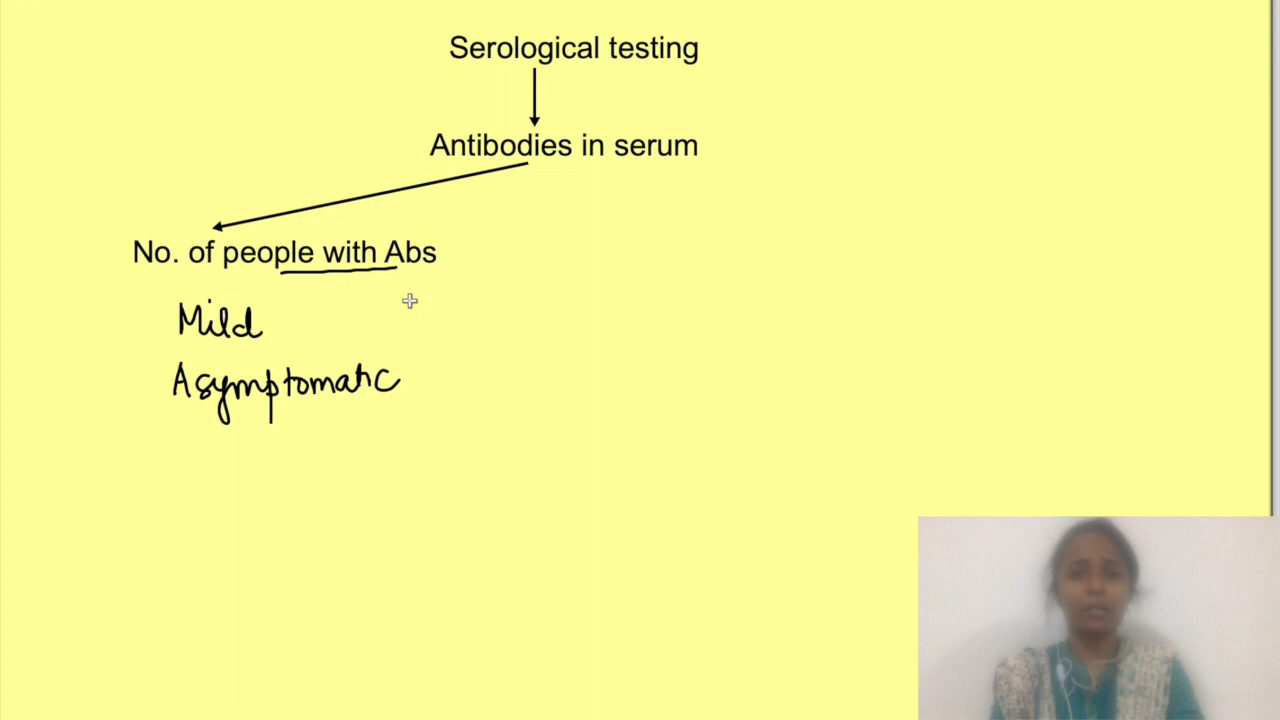 Serological testing
Antibodies in serum
No. of people with Abs
Mild
Asymptomatic